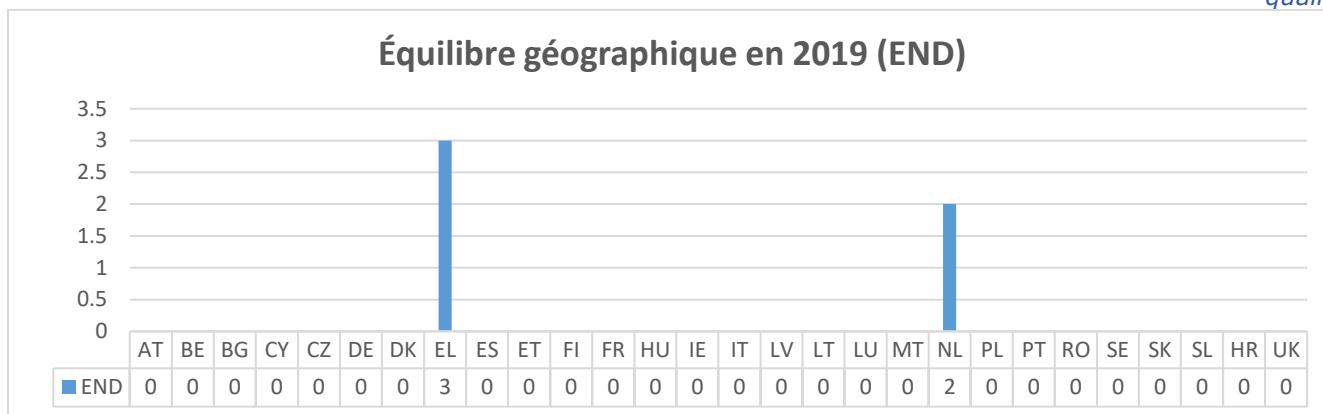 Équilibre géographique en 2019 (END)
3.5
3
2.5
2
1.5
1
0.5
0
AT BE BG CY CZ DE DK EL ES ET FI FR HU IE IT LV LT LU MT NL PL PT RO SE SK SL HR UK
END 0 0 0 0 0 0 0 3 0 0 0 0 0 0 0 0 0 0 0 2 0 0 0 0 0 0 0 0